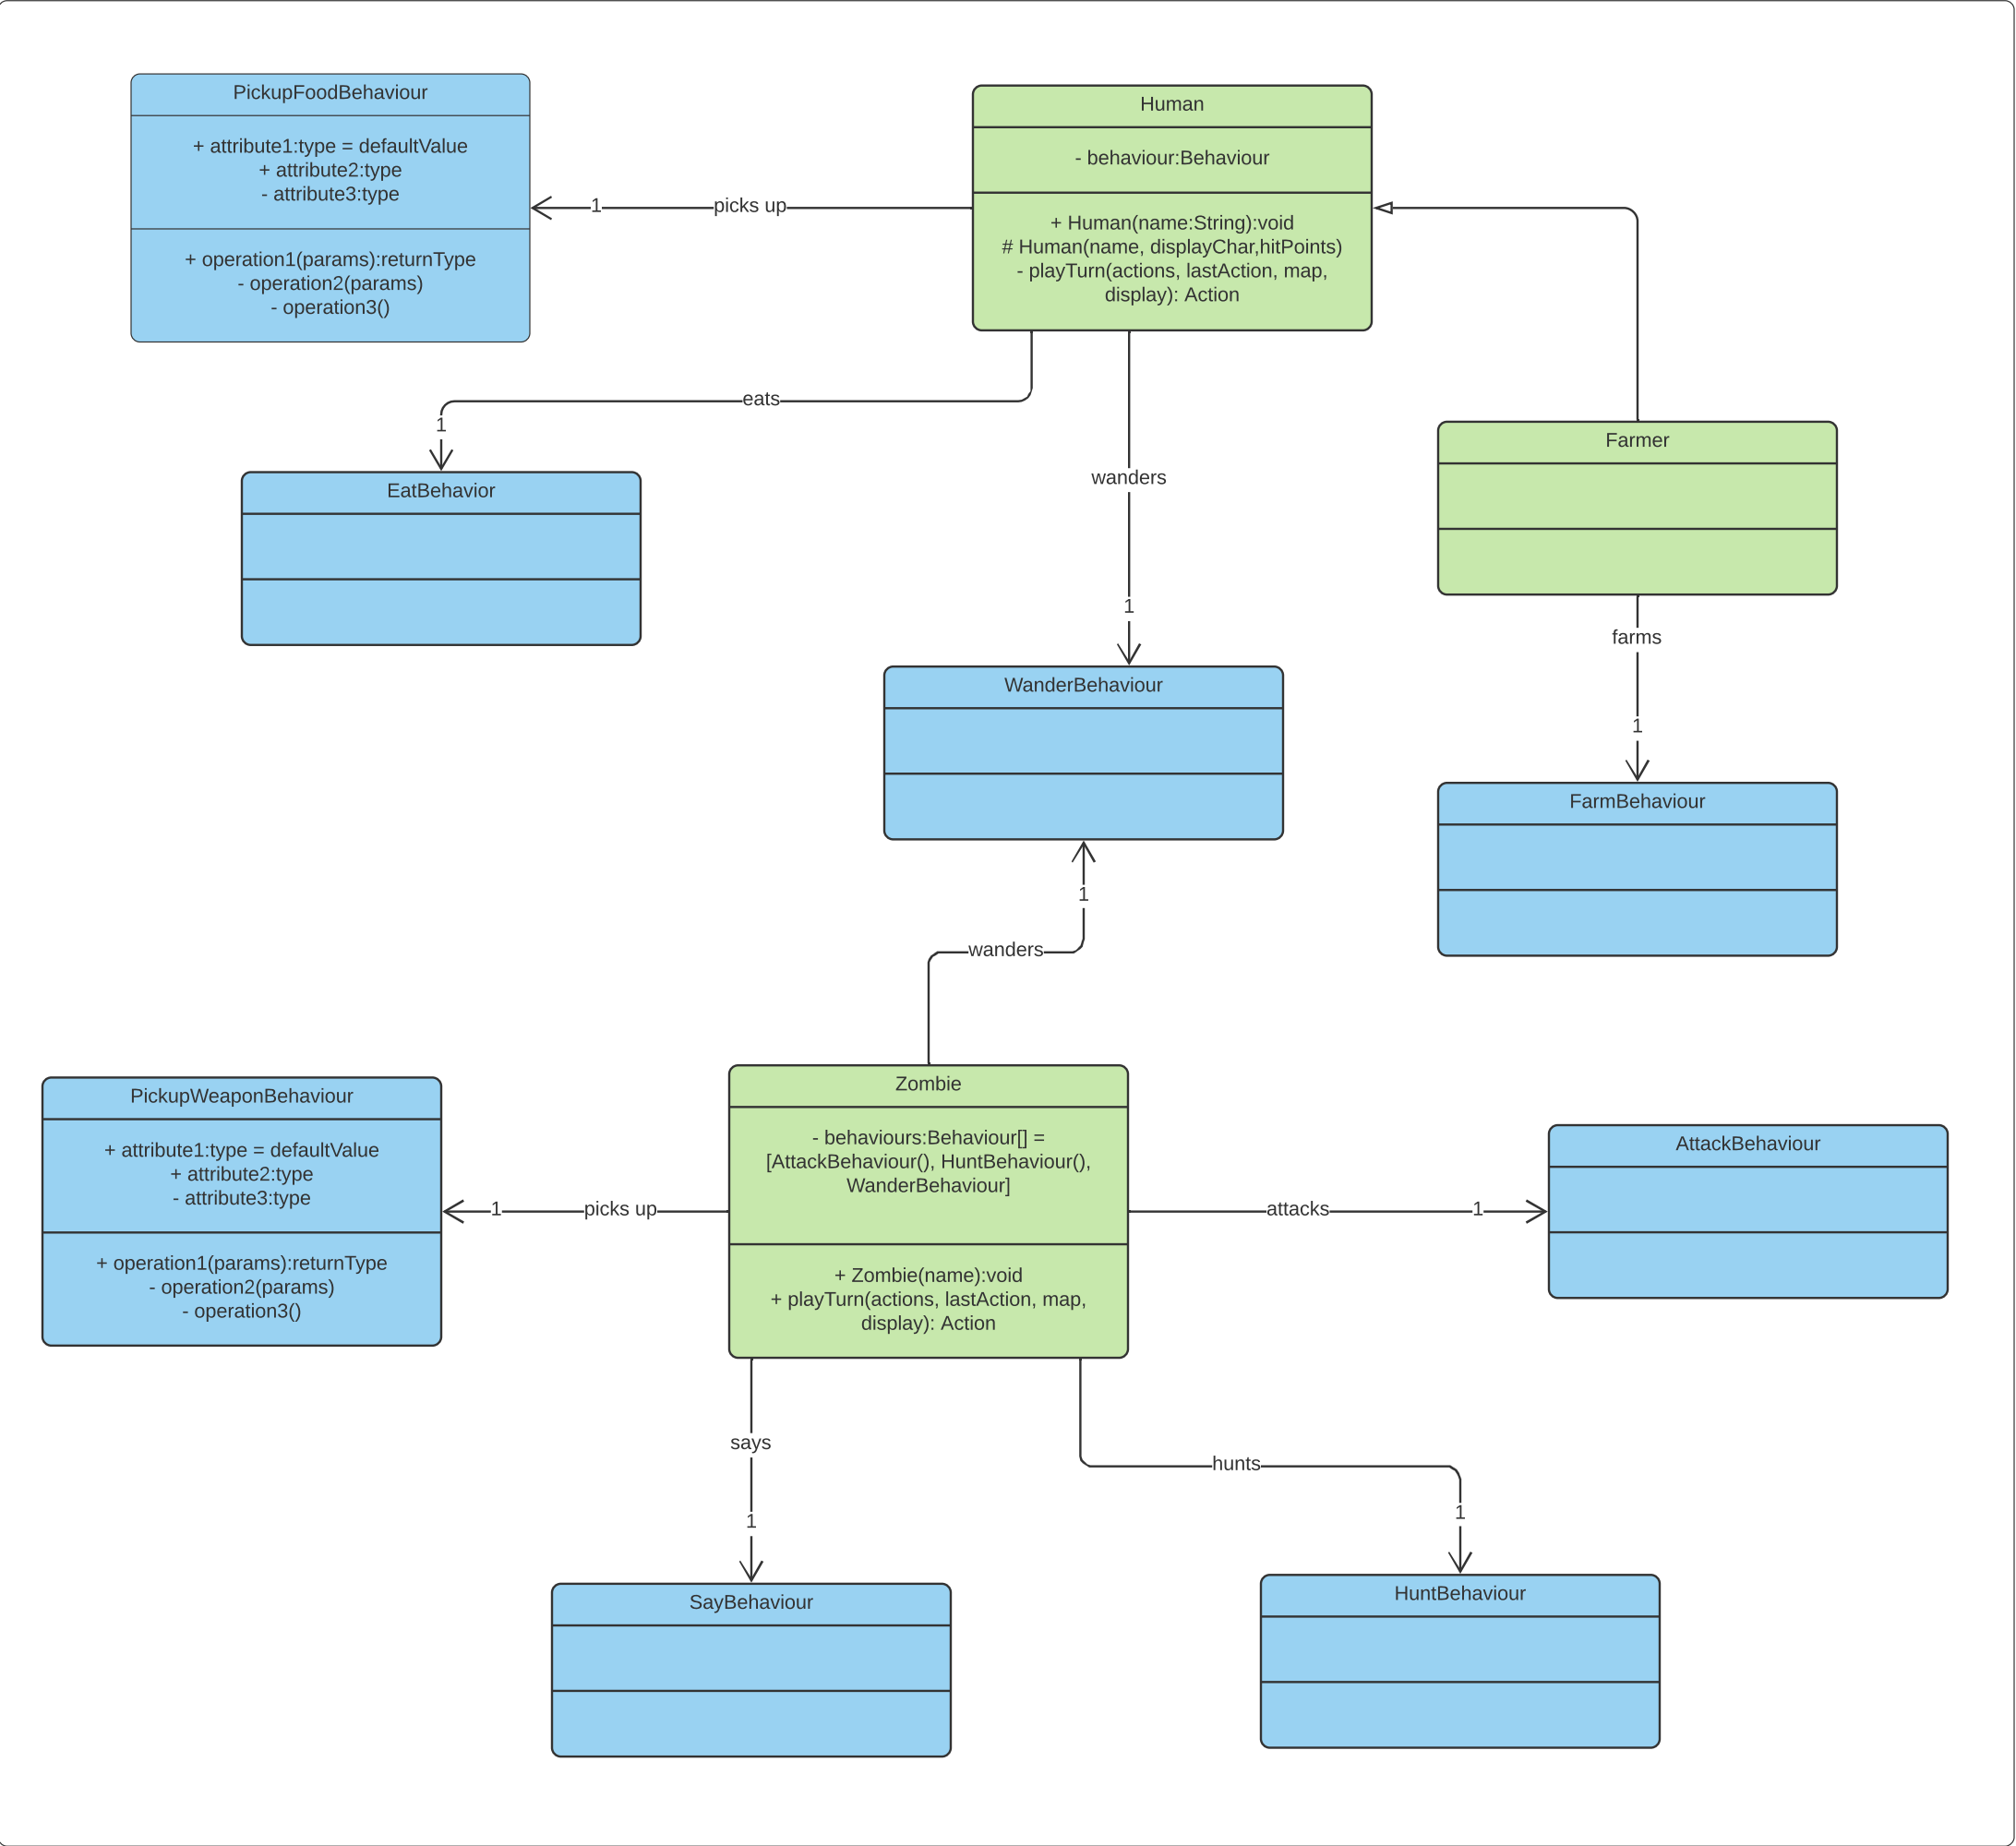 PickupFoodBehaviour
+ attribute1:type = defaultValue
+ attribute2:type
- attribute3:type
+ operation1(params):returnType
- operation2(params)
- operation3()
1
picks up
Human
- behaviour:Behaviour
+ Human(name:String):void
# Human(name, displayChar,hitPoints)
- playTurn(actions, lastAction, map,
display): Action
eats
1
EatBehavior
wanders
1
Farmer
farms
1
WanderBehaviour
FarmBehaviour
1
wanders
PickupWeaponBehaviour
+ attribute1:type = defaultValue
+ attribute2:type
- attribute3:type
+ operation1(params):returnType
- operation2(params)
- operation3()
1
picks up
Zombie
- behaviours:Behaviour[] =
[AttackBehaviour(), HuntBehaviour(),
WanderBehaviour]
+ Zombie(name):void
+ playTurn(actions, lastAction, map,
display): Action
attacks
1
AttackBehaviour
says
1
hunts
1
SayBehaviour
HuntBehaviour